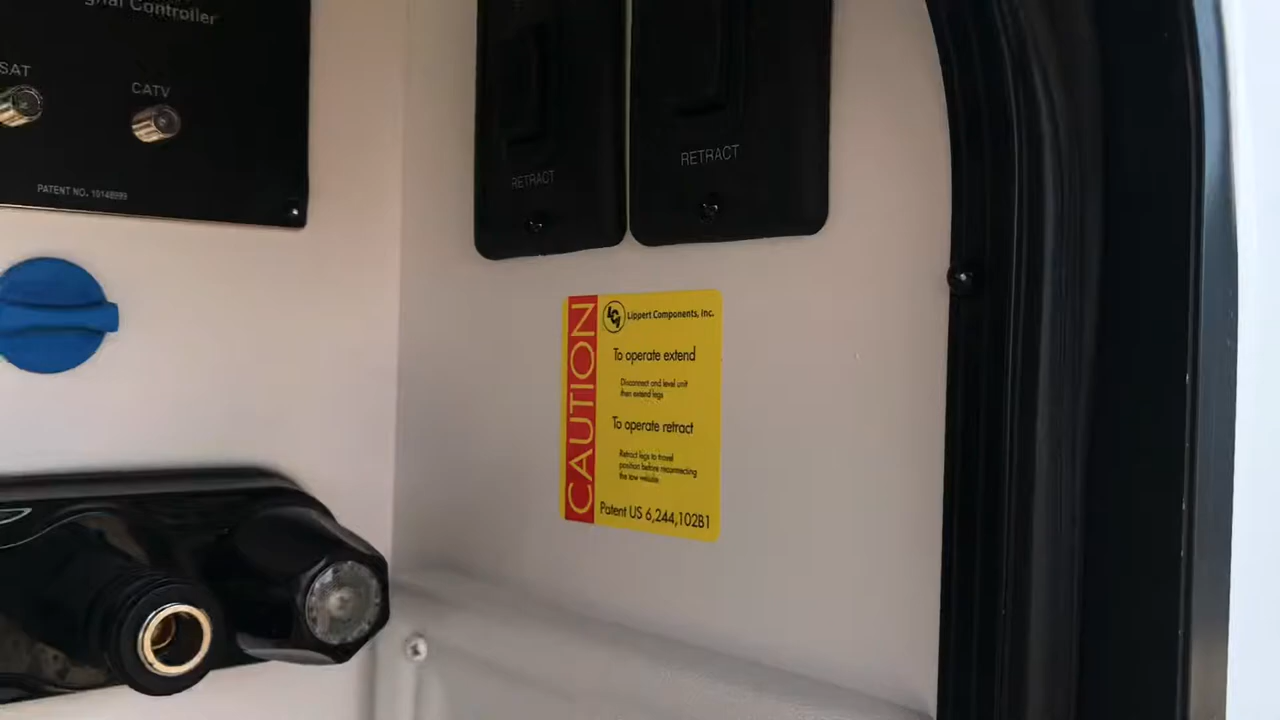 Signal Controller
SAT
CATV
PATENT NO. 10148999
RETRACT
RETRACT
CAUTION
LCI
Lippert Components, Inc.
To operate extend
Disconnect and level unit
then extend legs
To operate retract
Retract legs to travel
position before reconnecting
the tow vehicle
Patent US 6,244,102B1